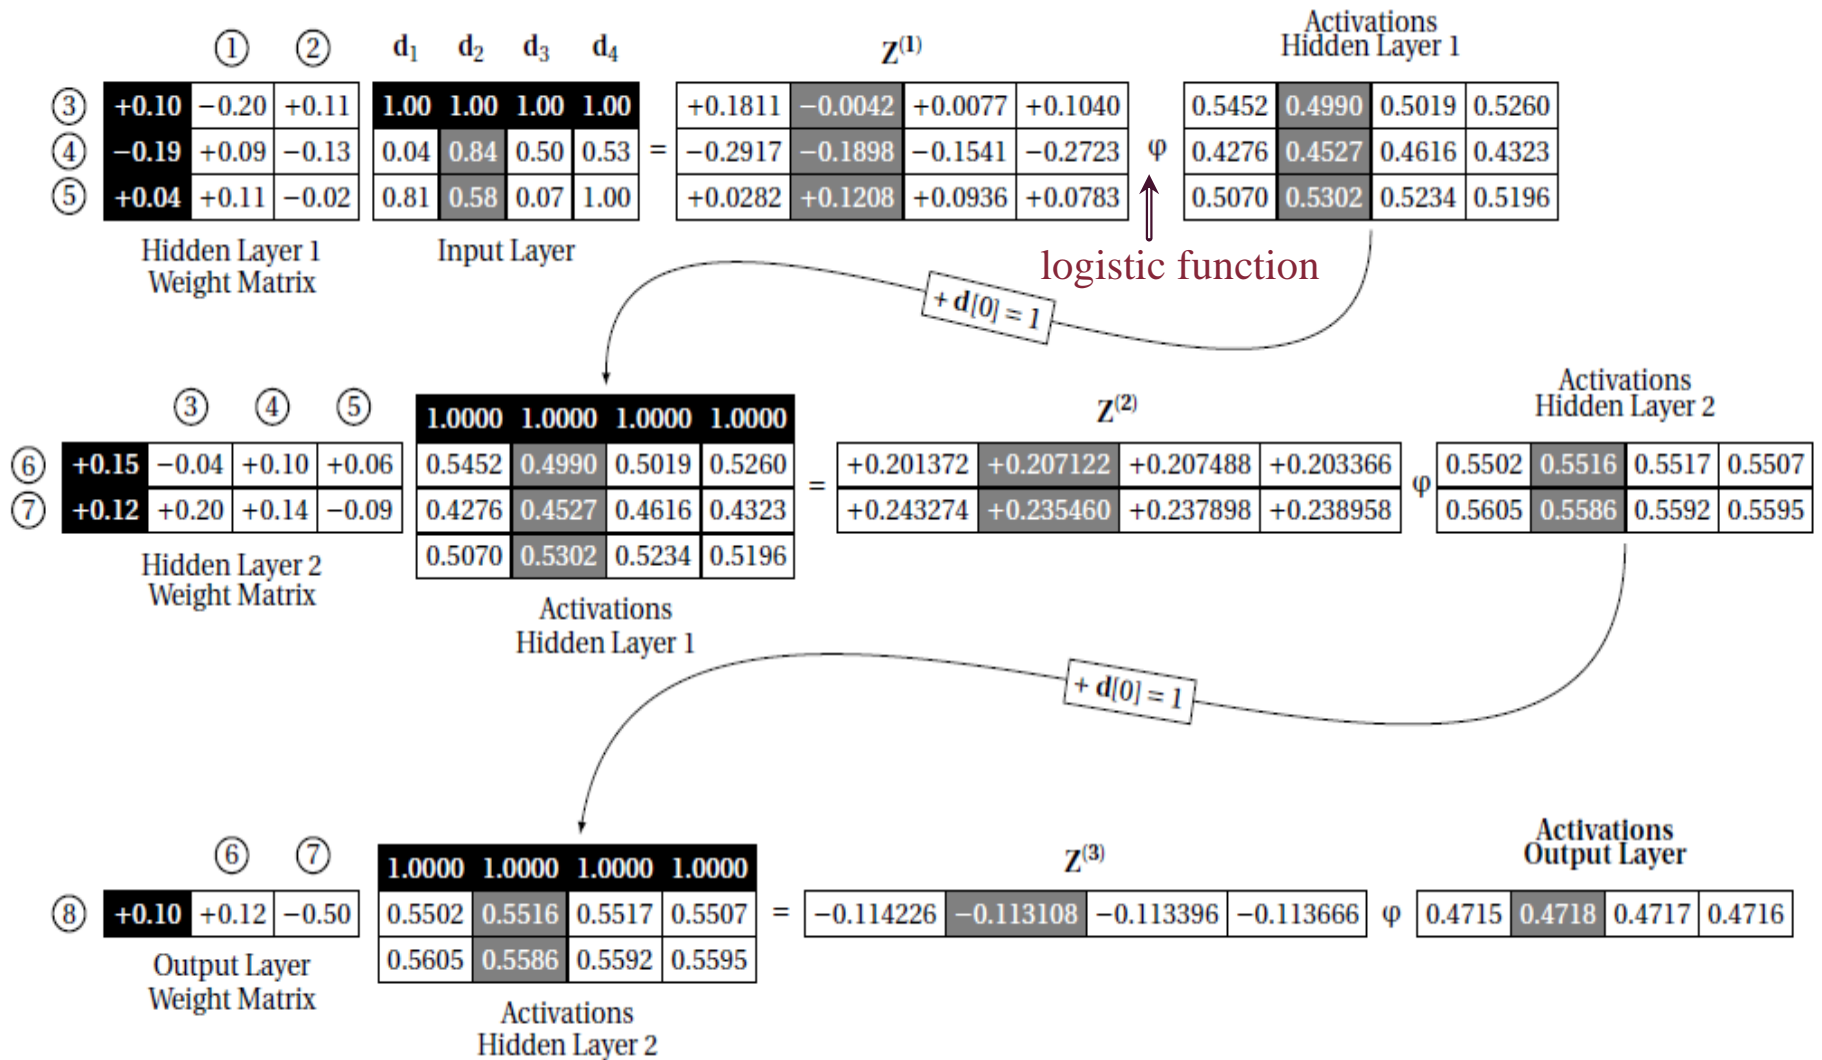 ① ② d₁ d₂ d₃ d₄ Z⁽¹⁾ Activations
Hidden Layer 1
③ +0.10 −0.20 +0.11 1.00 1.00 1.00 1.00 +0.1811 −0.0042 +0.0077 +0.1040 0.5452 0.4990 0.5019 0.5260
④ −0.19 +0.09 −0.13 0.04 0.84 0.50 0.53 = −0.2917 −0.1898 −0.1541 −0.2723 φ 0.4276 0.4527 0.4616 0.4323
⑤ +0.04 +0.11 −0.02 0.81 0.58 0.07 1.00 +0.0282 +0.1208 +0.0936 +0.0783 0.5070 0.5302 0.5234 0.5196
Hidden Layer 1
Weight Matrix
Input Layer
logistic function
+ d[0] = 1
③ ④ ⑤ Z⁽²⁾ Activations
Hidden Layer 2
1.0000 1.0000 1.0000 1.0000
⑥ +0.15 −0.04 +0.10 +0.06 0.5452 0.4990 0.5019 0.5260 +0.201372 +0.207122 +0.207488 +0.203366 0.5502 0.5516 0.5517 0.5507
= φ
⑦ +0.12 +0.20 +0.14 −0.09 0.4276 0.4527 0.4616 0.4323 +0.243274 +0.235460 +0.237898 +0.238958 0.5605 0.5586 0.5592 0.5595
0.5070 0.5302 0.5234 0.5196
Hidden Layer 2
Weight Matrix
Activations
Hidden Layer 1
+ d[0] = 1
⑥ ⑦ Z⁽³⁾ Activations
Output Layer
1.0000 1.0000 1.0000 1.0000
⑧ +0.10 +0.12 −0.50 0.5502 0.5516 0.5517 0.5507 = −0.114226 −0.113108 −0.113396 −0.113666 φ 0.4715 0.4718 0.4717 0.4716
0.5605 0.5586 0.5592 0.5595
Output Layer
Weight Matrix
Activations
Hidden Layer 2